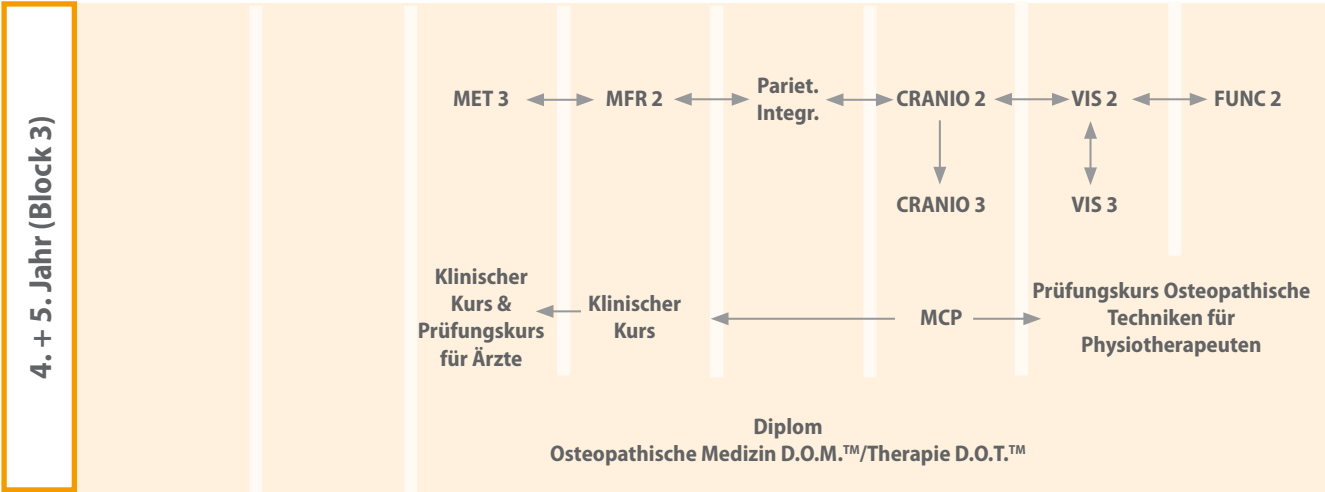 4. + 5. Jahr (Block 3)
MET 3
MFR 2
Pariet.
Integr.
CRANIO 2
VIS 2
FUNC 2
CRANIO 3
VIS 3
Klinischer
Kurs &
Prüfungskurs
für Ärzte
Klinischer
Kurs
MCP
Prüfungskurs Osteopathische
Techniken für
Physiotherapeuten
Diplom
Osteopathische Medizin D.O.M.™/Therapie D.O.T.™